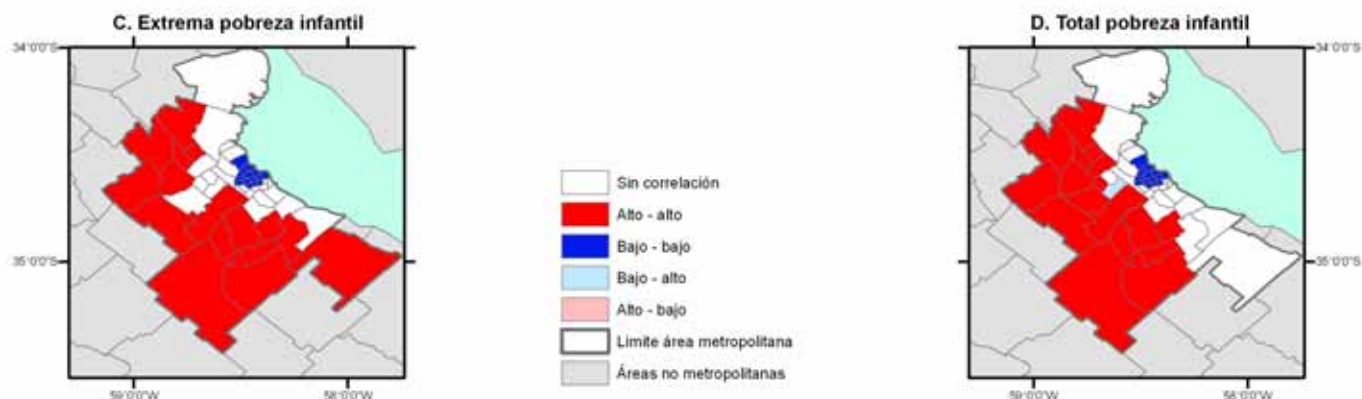 C. Extrema pobreza infantil
D. Total pobreza infantil
34°0'0"S
34°0'0"S
Sin correlación
Alto - alto
Bajo - bajo
Bajo - alto
Alto - bajo
Limite área metropolitana
Áreas no metropolitanas
35°0'0"S
35°0'0"S
59°0'0"W
58°0'0"W
59°0'0"W
58°0'0"W